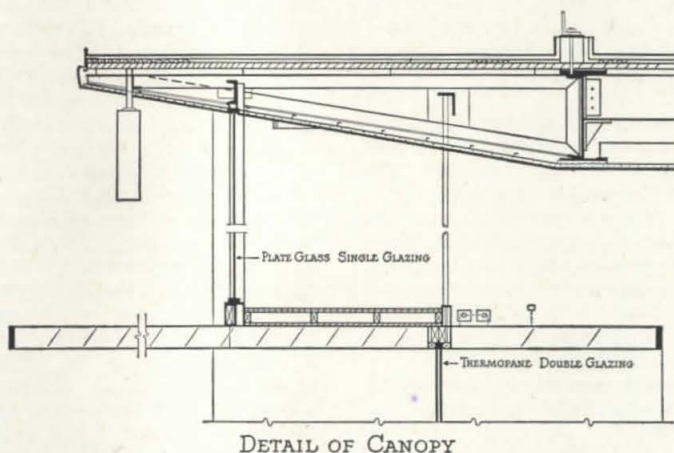 PLATE GLASS SINGLE GLAZING
THERMOPANE DOUBLE GLAZING
DETAIL OF CANOPY